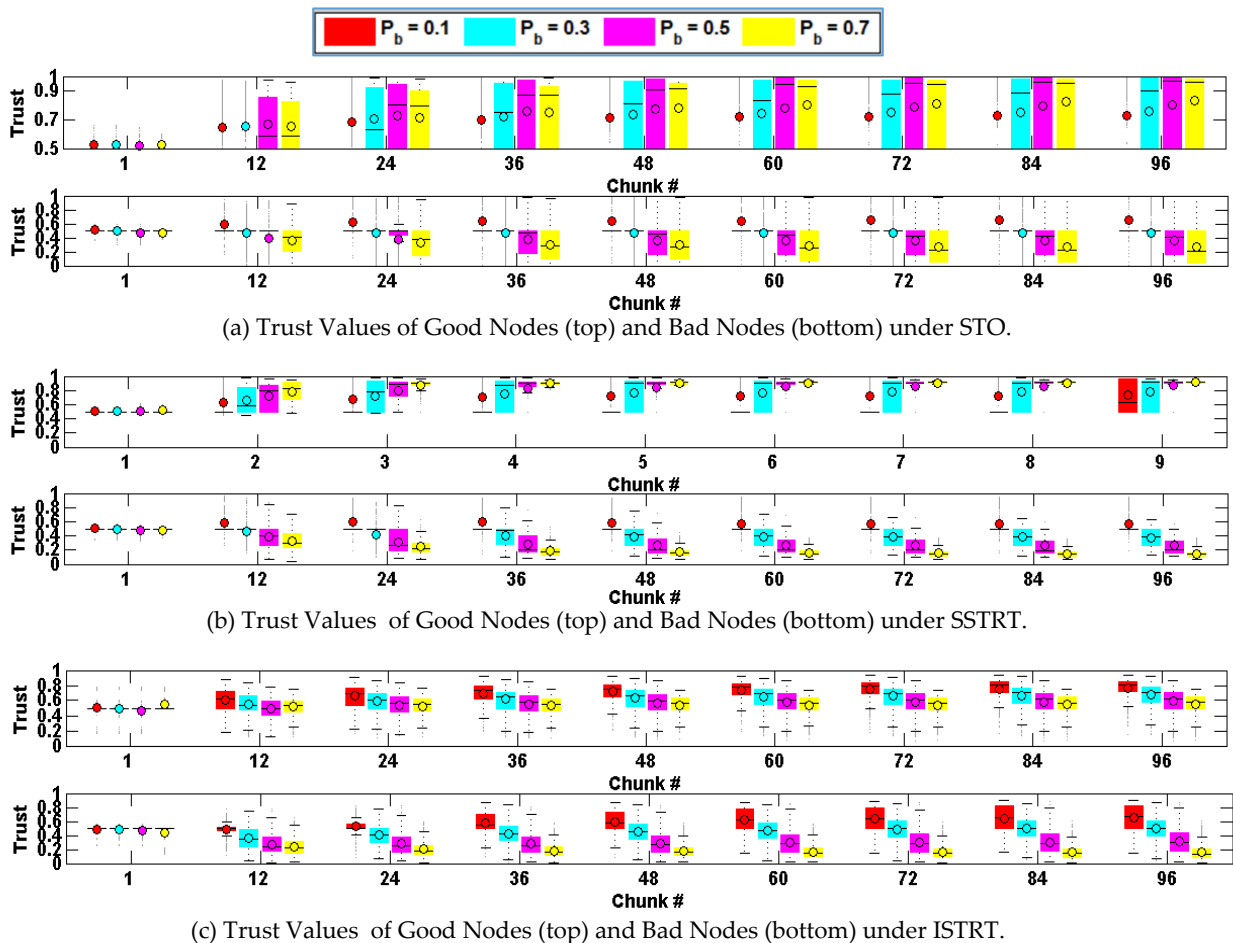 P_b = 0.1 P_b = 0.3 P_b = 0.5 P_b = 0.7
Trust
1
0.9
0.7
0.5
1 12 24 36 48 60 72 84 96
Chunk #
Trust
1
0.8
0.6
0.4
0.2
0
1 12 24 36 48 60 72 84 96
Chunk #
(a) Trust Values of Good Nodes (top) and Bad Nodes (bottom) under STO.
Trust
1
0.8
0.6
0.4
0.2
0
1 2 3 4 5 6 7 8 9
Chunk #
Trust
1
0.8
0.6
0.4
0.2
0
1 12 24 36 48 60 72 84 96
Chunk #
(b) Trust Values of Good Nodes (top) and Bad Nodes (bottom) under SSTRT.
Trust
1
0.8
0.6
0.4
0.2
0
1 12 24 36 48 60 72 84 96
Chunk #
Trust
1
0.8
0.6
0.4
0.2
0
1 12 24 36 48 60 72 84 96
Chunk #
(c) Trust Values of Good Nodes (top) and Bad Nodes (bottom) under ISTRT.